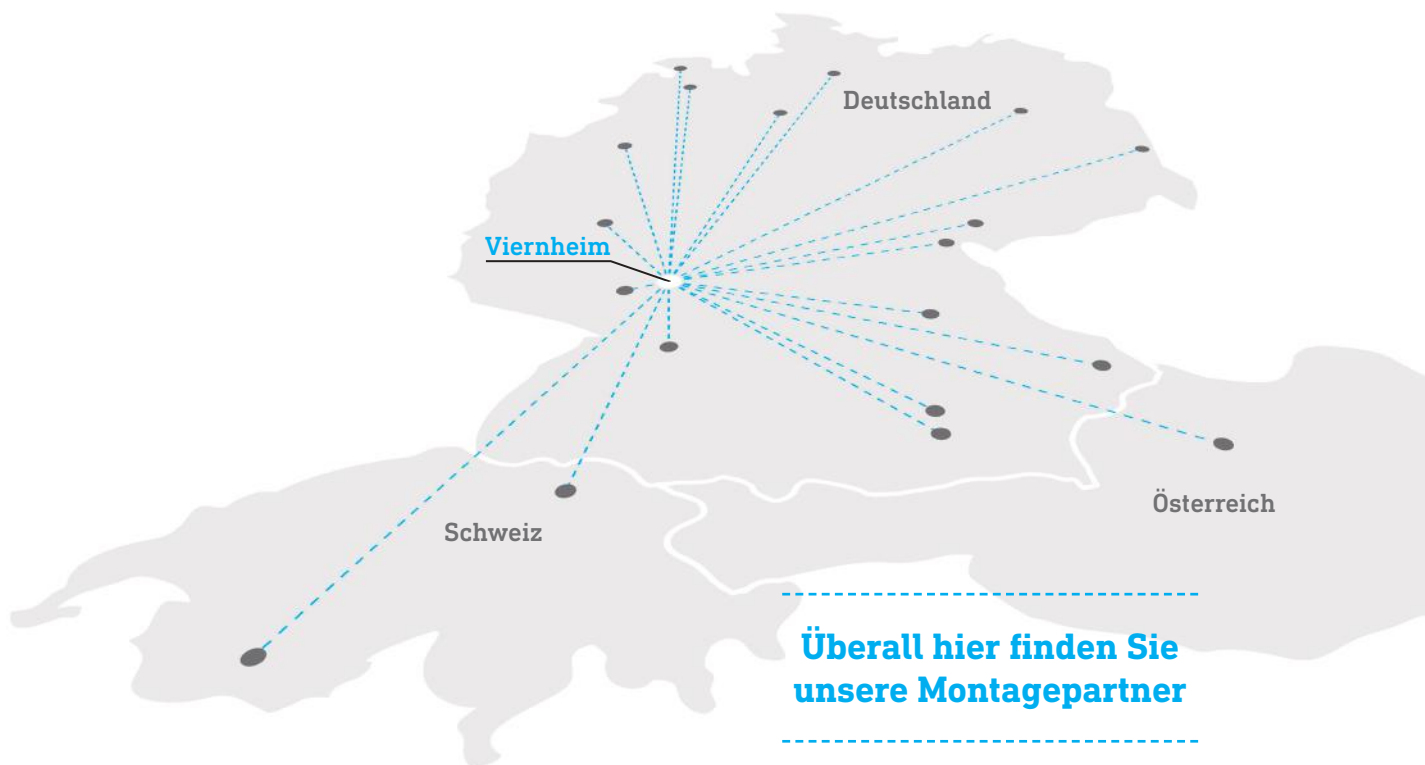 Deutschland
Viernheim
Österreich
Schweiz
Überall hier finden Sie
unsere Montagepartner